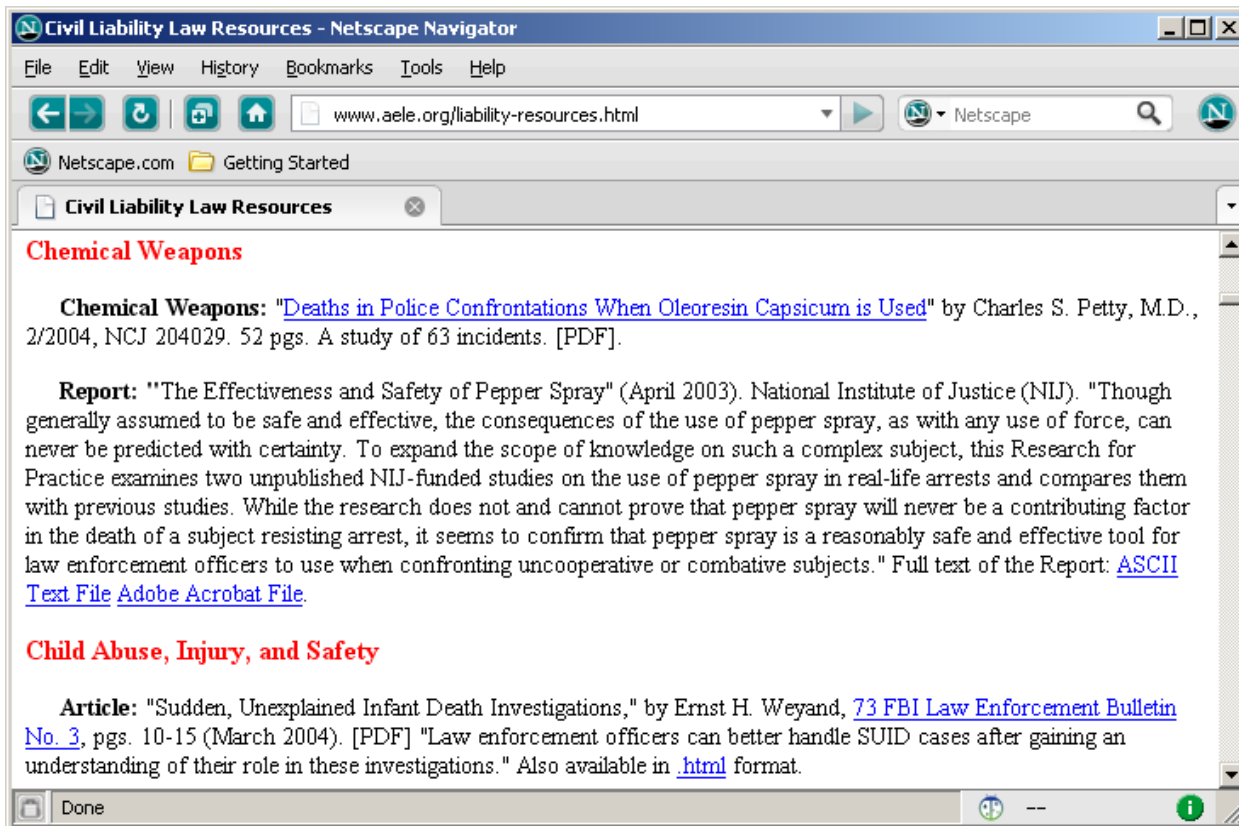 Civil Liability Law Resources - Netscape Navigator
File Edit View History Bookmarks Tools Help
www.aele.org/liability-resources.html Netscape
Netscape.com Getting Started
Civil Liability Law Resources
Chemical Weapons
Chemical Weapons: "Deaths in Police Confrontations When Oleoresin Capsicum is Used" by Charles S. Petty, M.D.,
2/2004, NCJ 204029. 52 pgs. A study of 63 incidents. [PDF].
Report: "The Effectiveness and Safety of Pepper Spray" (April 2003). National Institute of Justice (NIJ). "Though
generally assumed to be safe and effective, the consequences of the use of pepper spray, as with any use of force, can
never be predicted with certainty. To expand the scope of knowledge on such a complex subject, this Research for
Practice examines two unpublished NIJ-funded studies on the use of pepper spray in real-life arrests and compares them
with previous studies. While the research does not and cannot prove that pepper spray will never be a contributing factor
in the death of a subject resisting arrest, it seems to confirm that pepper spray is a reasonably safe and effective tool for
law enforcement officers to use when confronting uncooperative or combative subjects." Full text of the Report: ASCII
Text File Adobe Acrobat File.
Child Abuse, Injury, and Safety
Article: "Sudden, Unexplained Infant Death Investigations," by Ernst H. Weyand, 73 FBI Law Enforcement Bulletin
No. 3, pgs. 10-15 (March 2004). [PDF] "Law enforcement officers can better handle SUID cases after gaining an
understanding of their role in these investigations." Also available in .html format.
Done --